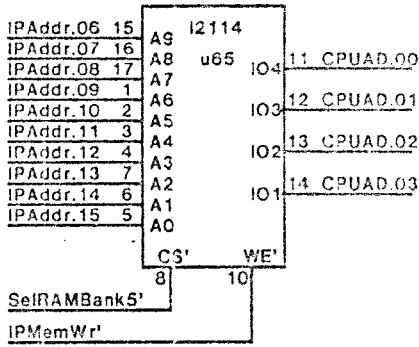 I2114
u65
IPAddr.06 15 A9
IPAddr.07 16 A8
IPAddr.08 17 A7
IPAddr.09 1 A6
IPAddr.10 2 A5
IPAddr.11 3 A4
IPAddr.12 4 A3
IPAddr.13 7 A2
IPAddr.14 6 A1
IPAddr.15 5 A0
IO4 11 CPUAD.00
IO3 12 CPUAD.01
IO2 13 CPUAD.02
IO1 14 CPUAD.03
CS' WE'
8 10
SelRAMBank5'
IPMemWr'